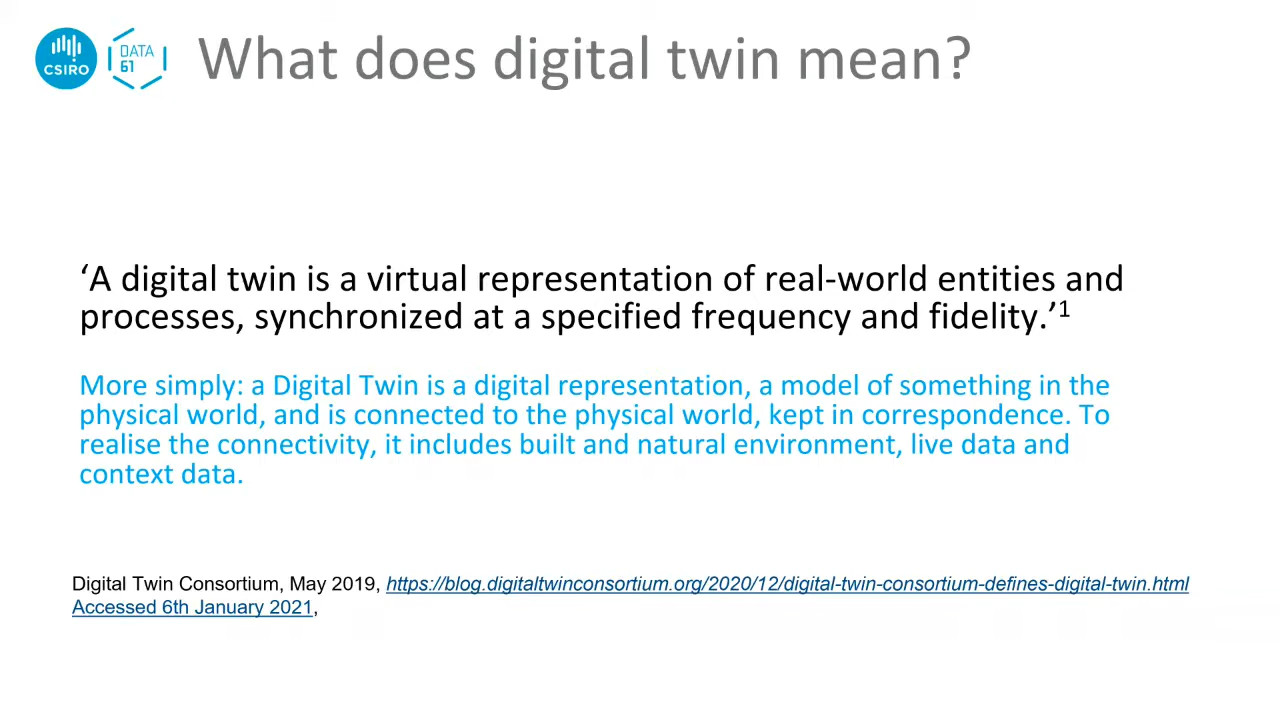 CSIRO
DATA
61
What does digital twin mean?
‘A digital twin is a virtual representation of real-world entities and
processes, synchronized at a specified frequency and fidelity.’1
More simply: a Digital Twin is a digital representation, a model of something in the
physical world, and is connected to the physical world, kept in correspondence. To
realise the connectivity, it includes built and natural environment, live data and
context data.
Digital Twin Consortium, May 2019, https://blog.digitaltwinconsortium.org/2020/12/digital-twin-consortium-defines-digital-twin.html
Accessed 6th January 2021,